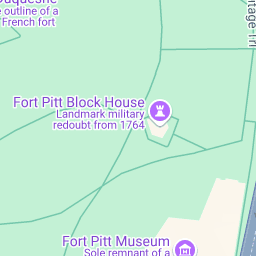 e outline of a
French fort
Fort Pitt Block House
Landmark military
redoubt from 1764
Fort Pitt Museum
Sole remnant of a